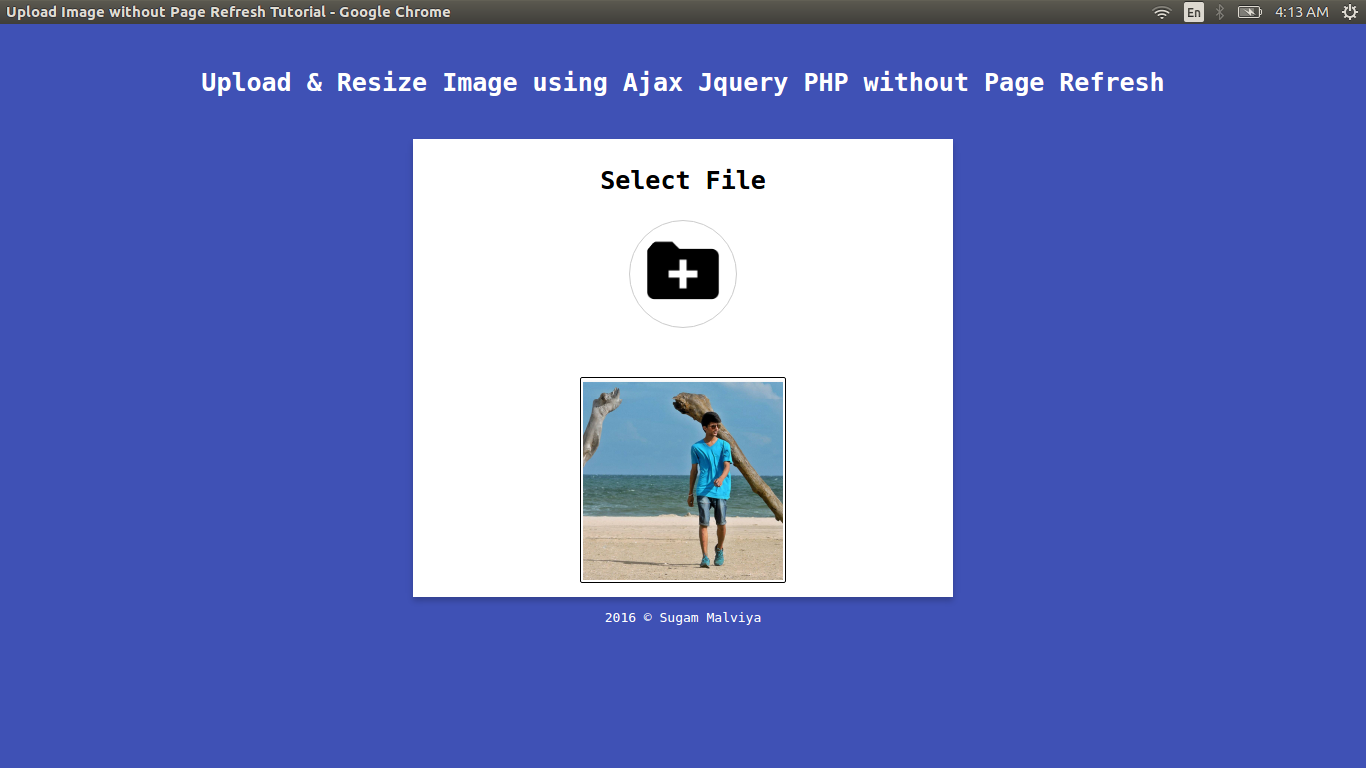 Upload Image without Page Refresh Tutorial - Google Chrome
En
4:13 AM
Upload & Resize Image using Ajax Jquery PHP without Page Refresh
Select File
2016 © Sugam Malviya